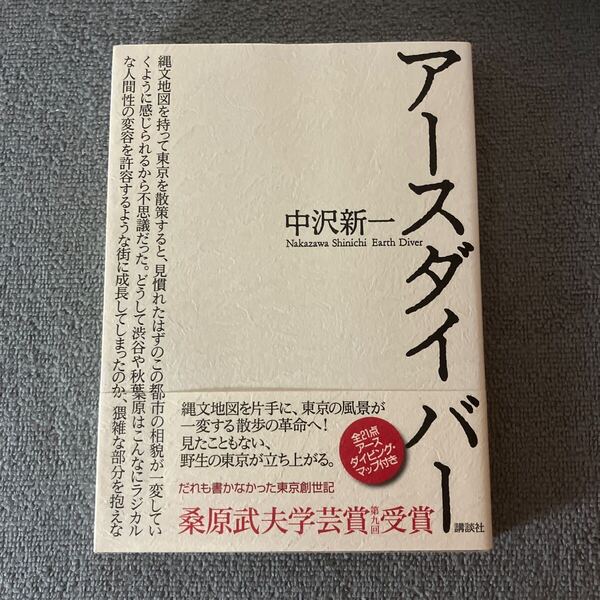 アースダイバー
中沢新一
Nakazawa Shinichi Earth Diver
縄文地図を持って東京を散策すると、見慣れたはずのこの都市の相貌が一変してい
くように感じられるから不思議だった。どうして渋谷や秋葉原はこんなにラジカル
な人間性の変容を許容するような街に成長してしまったのか、猥雑な部分を抱えな
縄文地図を片手に、東京の風景が
一変する散歩の革命へ！
見たこともない、
野生の東京が立ち上がる。
全21点
アース
ダイビング・
マップ付き
だれも書かなかった東京創世記
桑原武夫学芸賞第九回受賞
講談社